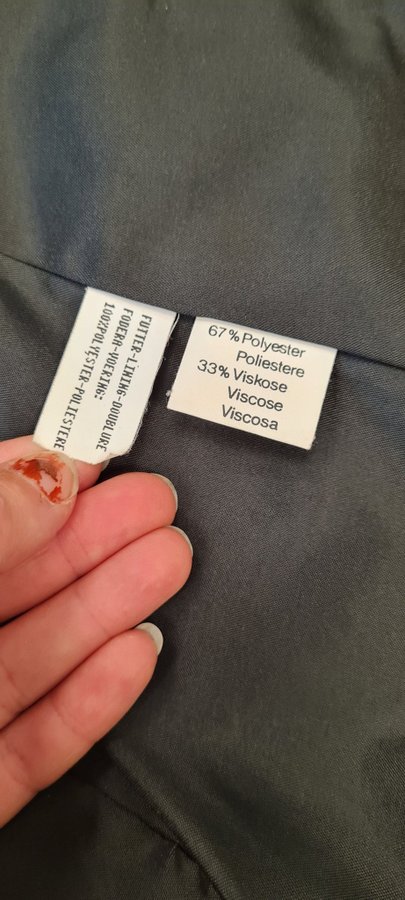 FUTTER-LINING-DOUBLURE
FODERA-VOERING:
100%POLYESTER-POLIESTERE
67%Polyester
Poliestere
33%Viskose
Viscose
Viscosa